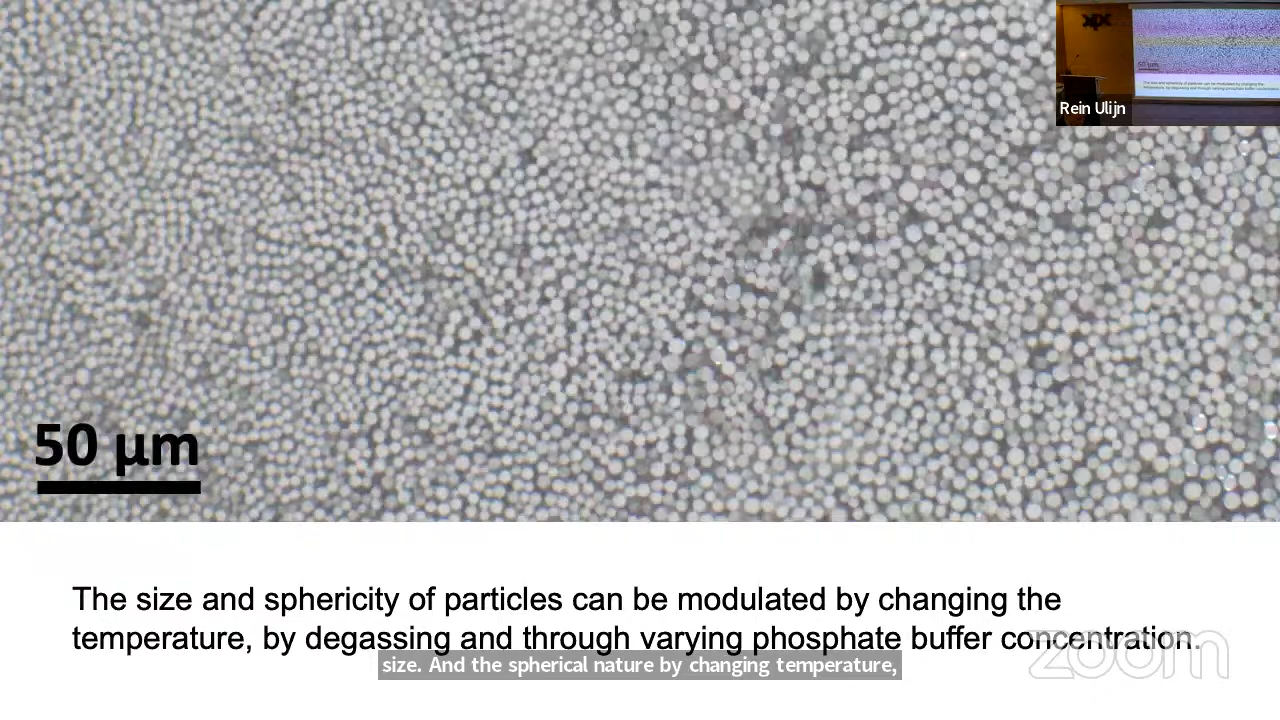 Rein Ulijn
50 µm
The size and sphericity of particles can be modulated by changing the
temperature, by degassing and through varying phosphate buffer concentration.
size. And the spherical nature by changing temperature,
zoom